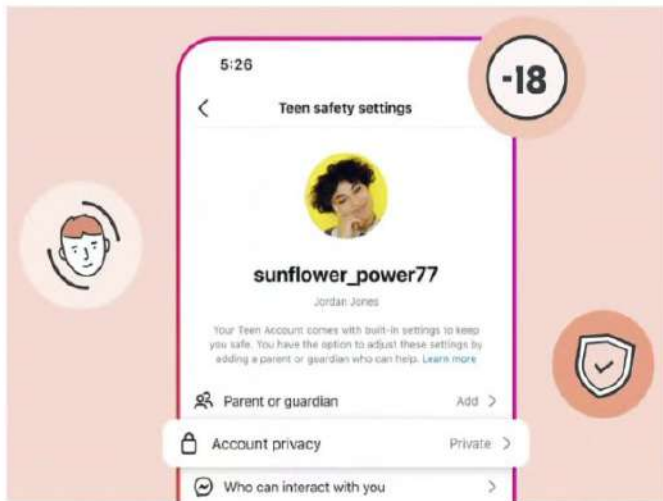 5:26
-18
Teen safety settings
sunflower_power77
Jordan Jones
Your Teen Account comes with built-in settings to keep
you safe. You have the option to adjust these settings by
adding a parent or guardian who can help. Learn more
Parent or guardian Add
Account privacy Private
Who can interact with you